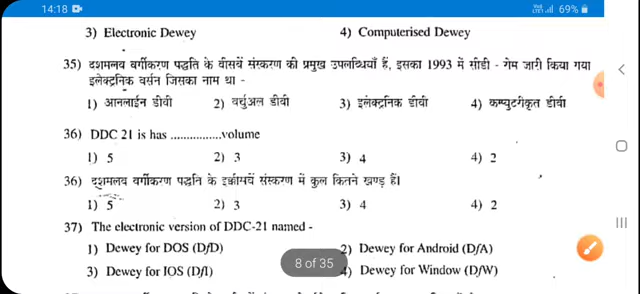 14:18 69%
3) Electronic Dewey 4) Computerised Dewey
35) दशमलव वर्गीकरण पद्धति के वीसवें संस्करण की प्रमुख उपलब्धियाँ हैं, इसका 1993 में सीडी - रोम जारी किया गया
इलेक्ट्रनिक वर्सन जिसका नाम था -
1) आनलाईन डीवी 2) वर्चुअल डीवी 3) इलेक्ट्रनिक डीवी 4) कम्प्युटरीकृत डीवी
36) DDC 21 is has ................volume
1) 5 2) 3 3) 4 4) 2
36) दशमलव वर्गीकरण पद्धति के इक्कीसवें संस्करण में कुल कितने खण्ड हैं।
1) 5 2) 3 3) 4 4) 2
37) The electronic version of DDC-21 named -
1) Dewey for DOS (DfD) 2) Dewey for Android (DfA)
3) Dewey for IOS (DfI) 4) Dewey for Window (DfW)
8 of 35